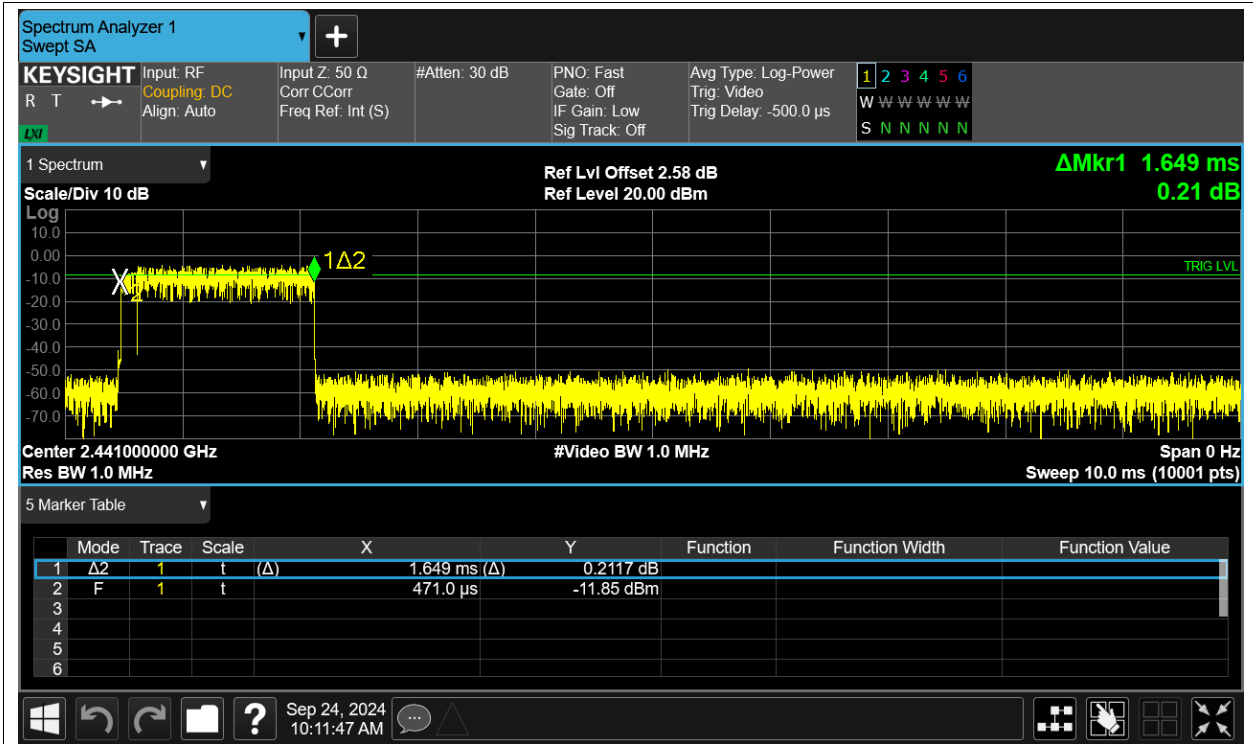 Spectrum Analyzer 1
Swept SA
KEYSIGHT
R T
LXI
Input: RF
Coupling: DC
Align: Auto
Input Z: 50 Ω
Corr CCorr
Freq Ref: Int (S)
#Atten: 30 dB
PNO: Fast
Gate: Off
IF Gain: Low
Sig Track: Off
Avg Type: Log-Power
Trig: Video
Trig Delay: -500.0 µs
1 2 3 4 5 6
W W W W W W
S N N N N N
1 Spectrum
Scale/Div 10 dB
Ref Lvl Offset 2.58 dB
Ref Level 20.00 dBm
ΔMkr1 1.649 ms
0.21 dB
Log
10.0
0.00
-10.0
-20.0
-30.0
-40.0
-50.0
-60.0
-70.0
1Δ2
TRIG LVL
Center 2.441000000 GHz
Res BW 1.0 MHz
#Video BW 1.0 MHz
Span 0 Hz
Sweep 10.0 ms (10001 pts)
5 Marker Table
Mode Trace Scale X Y Function Function Width Function Value
1 Δ2 1 t (Δ) 1.649 ms (Δ) 0.2117 dB
2 F 1 t 471.0 µs -11.85 dBm
3
4
5
6
?
Sep 24, 2024
10:11:47 AM